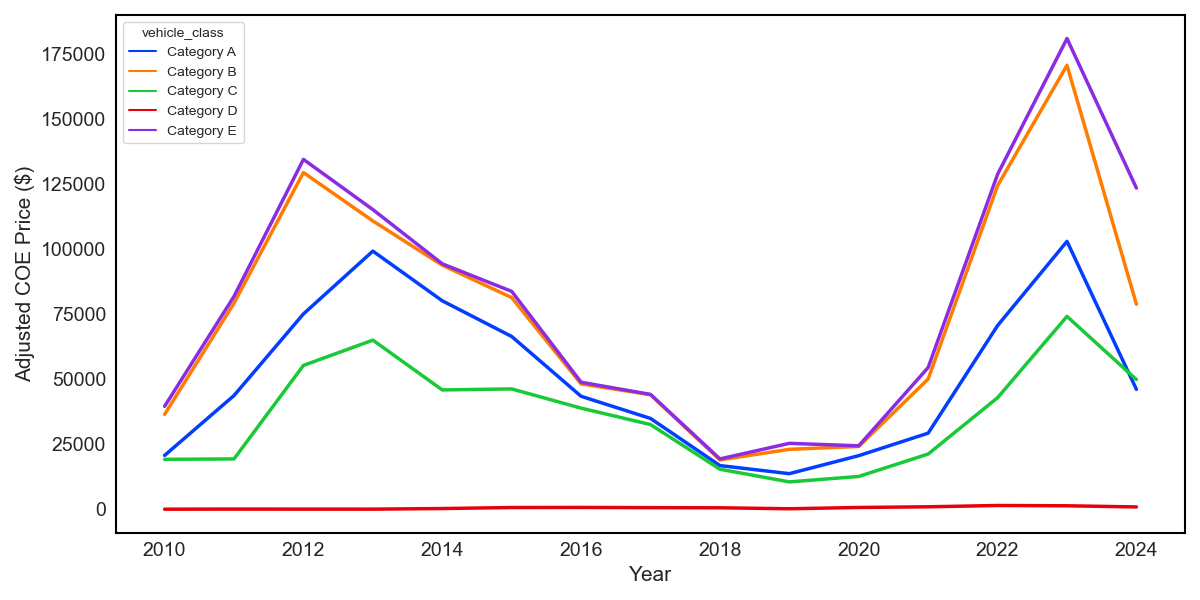 vehicle_class
Category A
Category B
Category C
Category D
Category E
Adjusted COE Price ($)
175000
150000
125000
100000
75000
50000
25000
0
2010 2012 2014 2016 2018 2020 2022 2024
Year